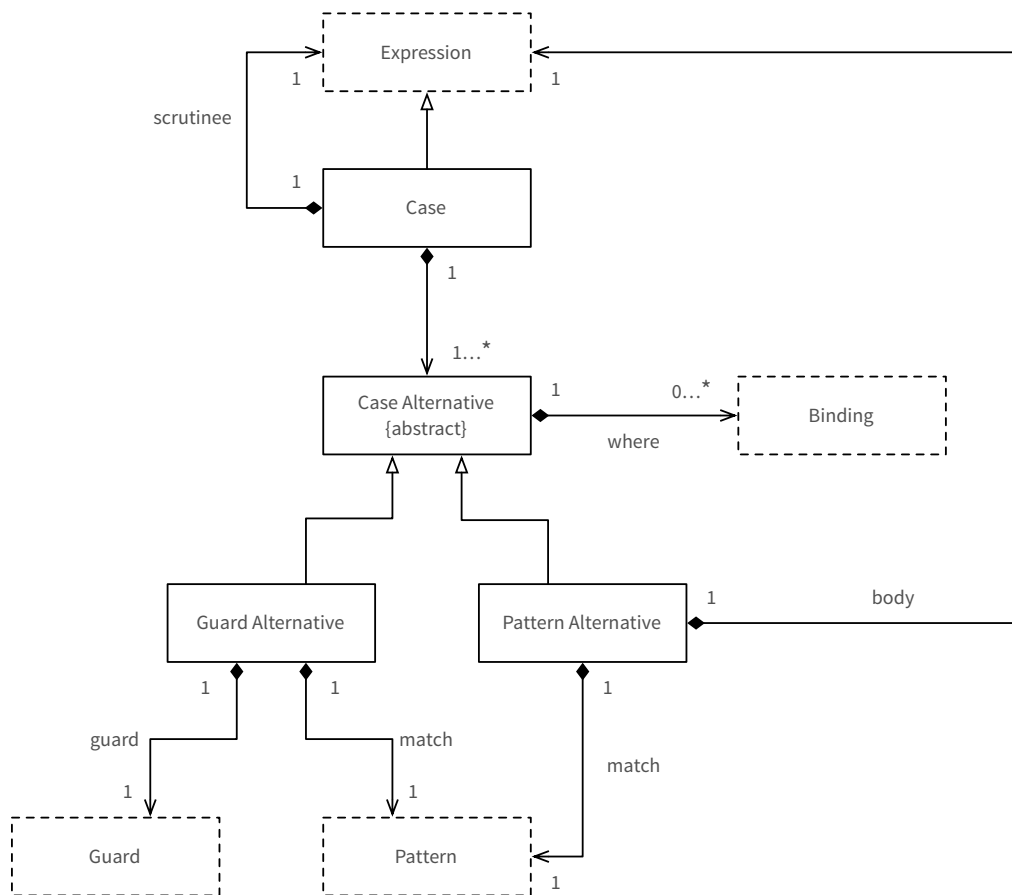 Expression
1
1
scrutinee
1
Case
1
1…*
Case Alternative
{abstract}
1
0…*
where
Binding
Guard Alternative
Pattern Alternative
1
body
1
1
1
guard
match
match
1
1
Guard
Pattern
1